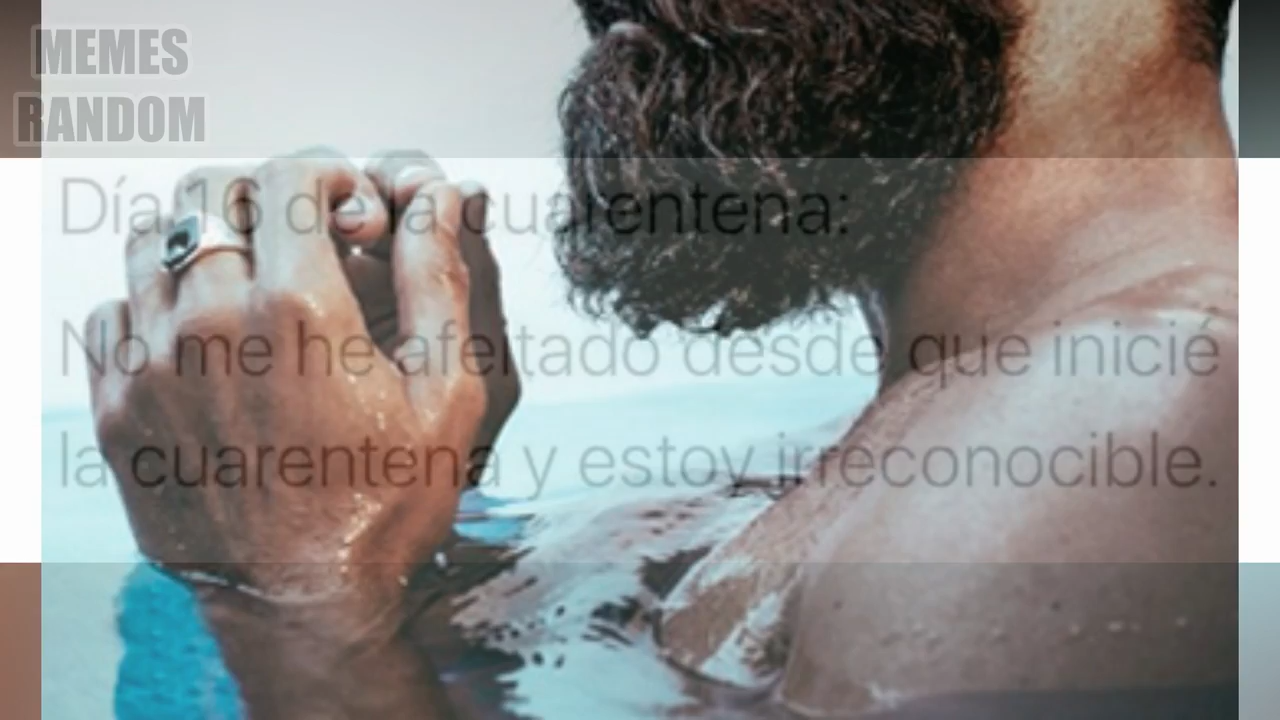 MEMES
RANDOM
Día 16 de la cuarentena:
No me he afeitado desde que inicié
la cuarentena y estoy irreconocible.